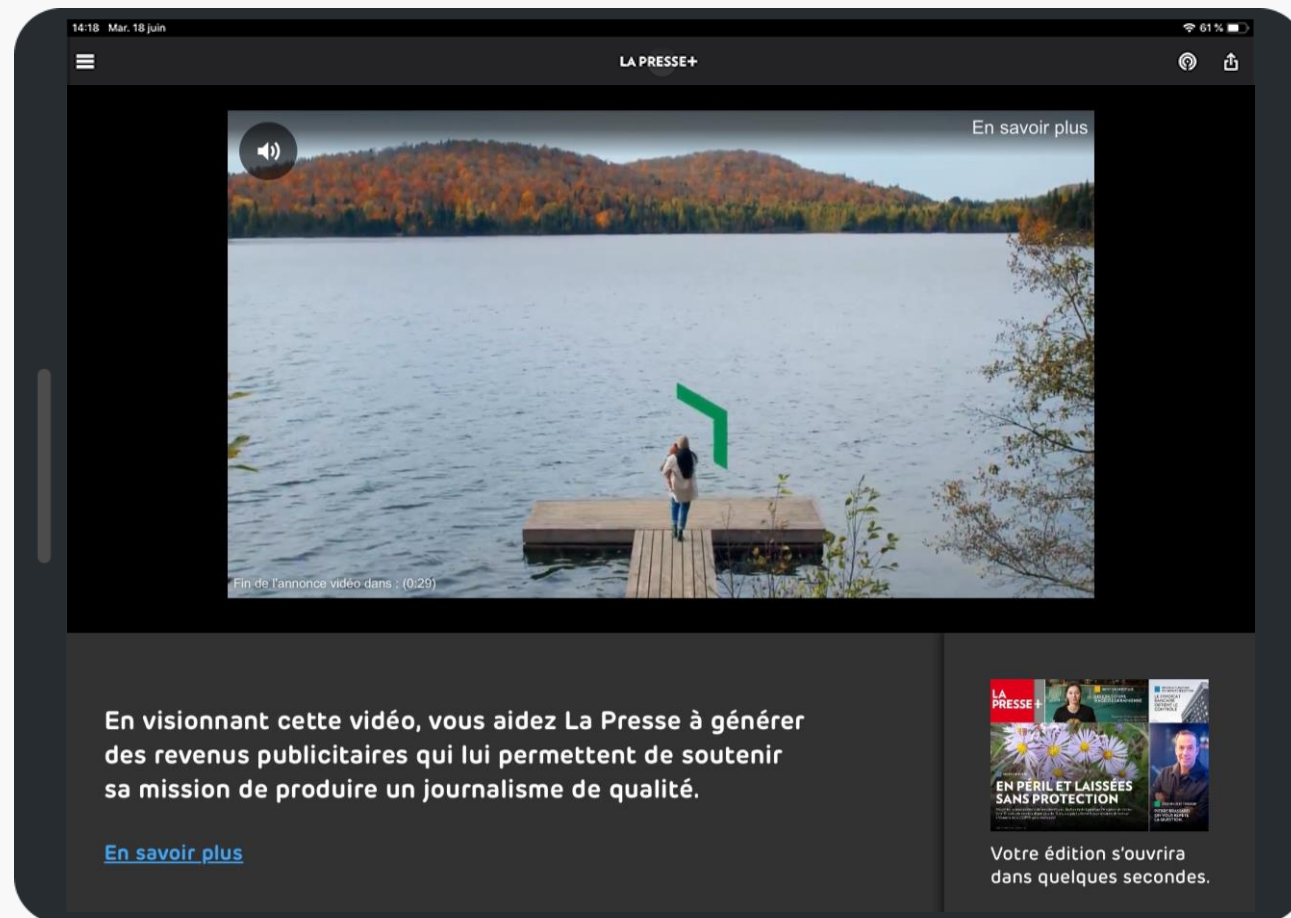 14:18 Mar. 18 juin
61 %
LA PRESSE+
En savoir plus
Fin de l'annonce vidéo dans : (0:29)
En visionnant cette vidéo, vous aidez La Presse à générer
des revenus publicitaires qui lui permettent de soutenir
sa mission de produire un journalisme de qualité.
En savoir plus
LA
PRESSE+
EN PÉRIL ET LAISSÉES
SANS PROTECTION
Votre édition s'ouvrira
dans quelques secondes.